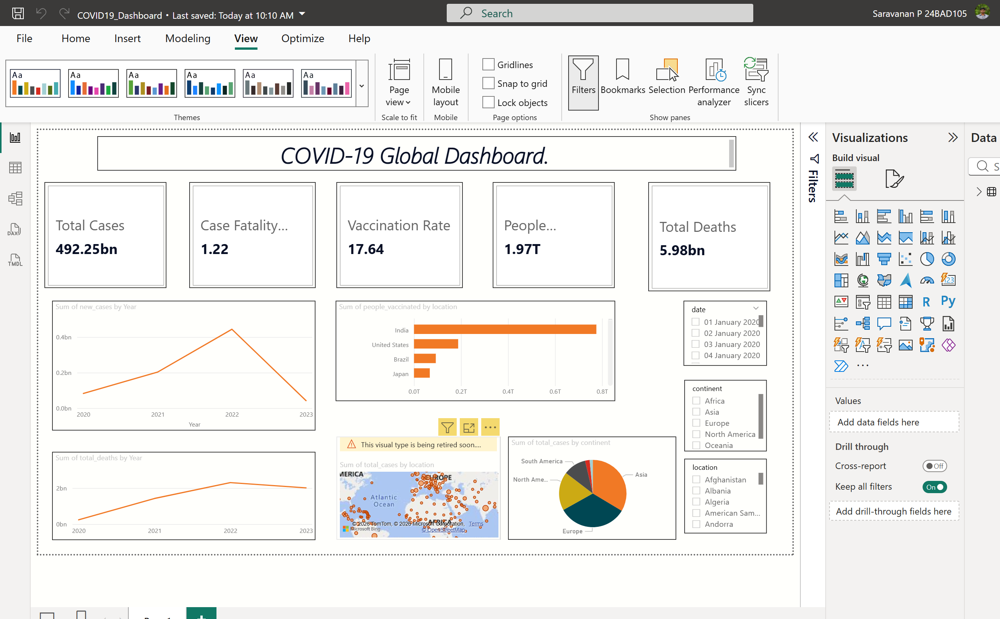 COVID19_Dashboard • Last saved: Today at 10:10 AM
Search
Saravanan P 24BAD105
File
Home
Insert
Modeling
View
Optimize
Help
Aa
Aa
Aa
Aa
Aa
Aa
Themes
Page view
Scale to fit
Mobile layout
Mobile
Gridlines
Snap to grid
Lock objects
Page options
Filters
Bookmarks
Selection
Performance analyzer
Sync slicers
Show panes
DAX
TMDL
COVID-19 Global Dashboard.
Total Cases
492.25bn
Case Fatality...
1.22
Vaccination Rate
17.64
People...
1.97T
Total Deaths
5.98bn
Sum of new_cases by Year
0.4bn
0.2bn
0.0bn
2020
2021
2022
2023
Year
Sum of people_vaccinated by location
India
United States
Brazil
Japan
0.0T
0.2T
0.4T
0.6T
0.8T
date
01 January 2020
02 January 2020
03 January 2020
04 January 2020
continent
Africa
Asia
Europe
North America
Oceania
location
Afghanistan
Albania
Algeria
American Sam...
Andorra
Sum of total_deaths by Year
2bn
0bn
2020
2021
2022
2023
This visual type is being retired soon....
Sum of total_cases by location
MERICA
EUROPE
Atlantic
Ocean
AFRICA
© 2026 TomTom, © 2026 Microsoft Corporation, Terms
Microsoft Bing
© OpenStreetMap
Sum of total_cases by continent
South America
North Ame...
Asia
Europe
Filters
Visualizations
Build visual
123
R
Py
Values
Add data fields here
Drill through
Cross-report
Off
Keep all filters
On
Add drill-through fields here
Data
S